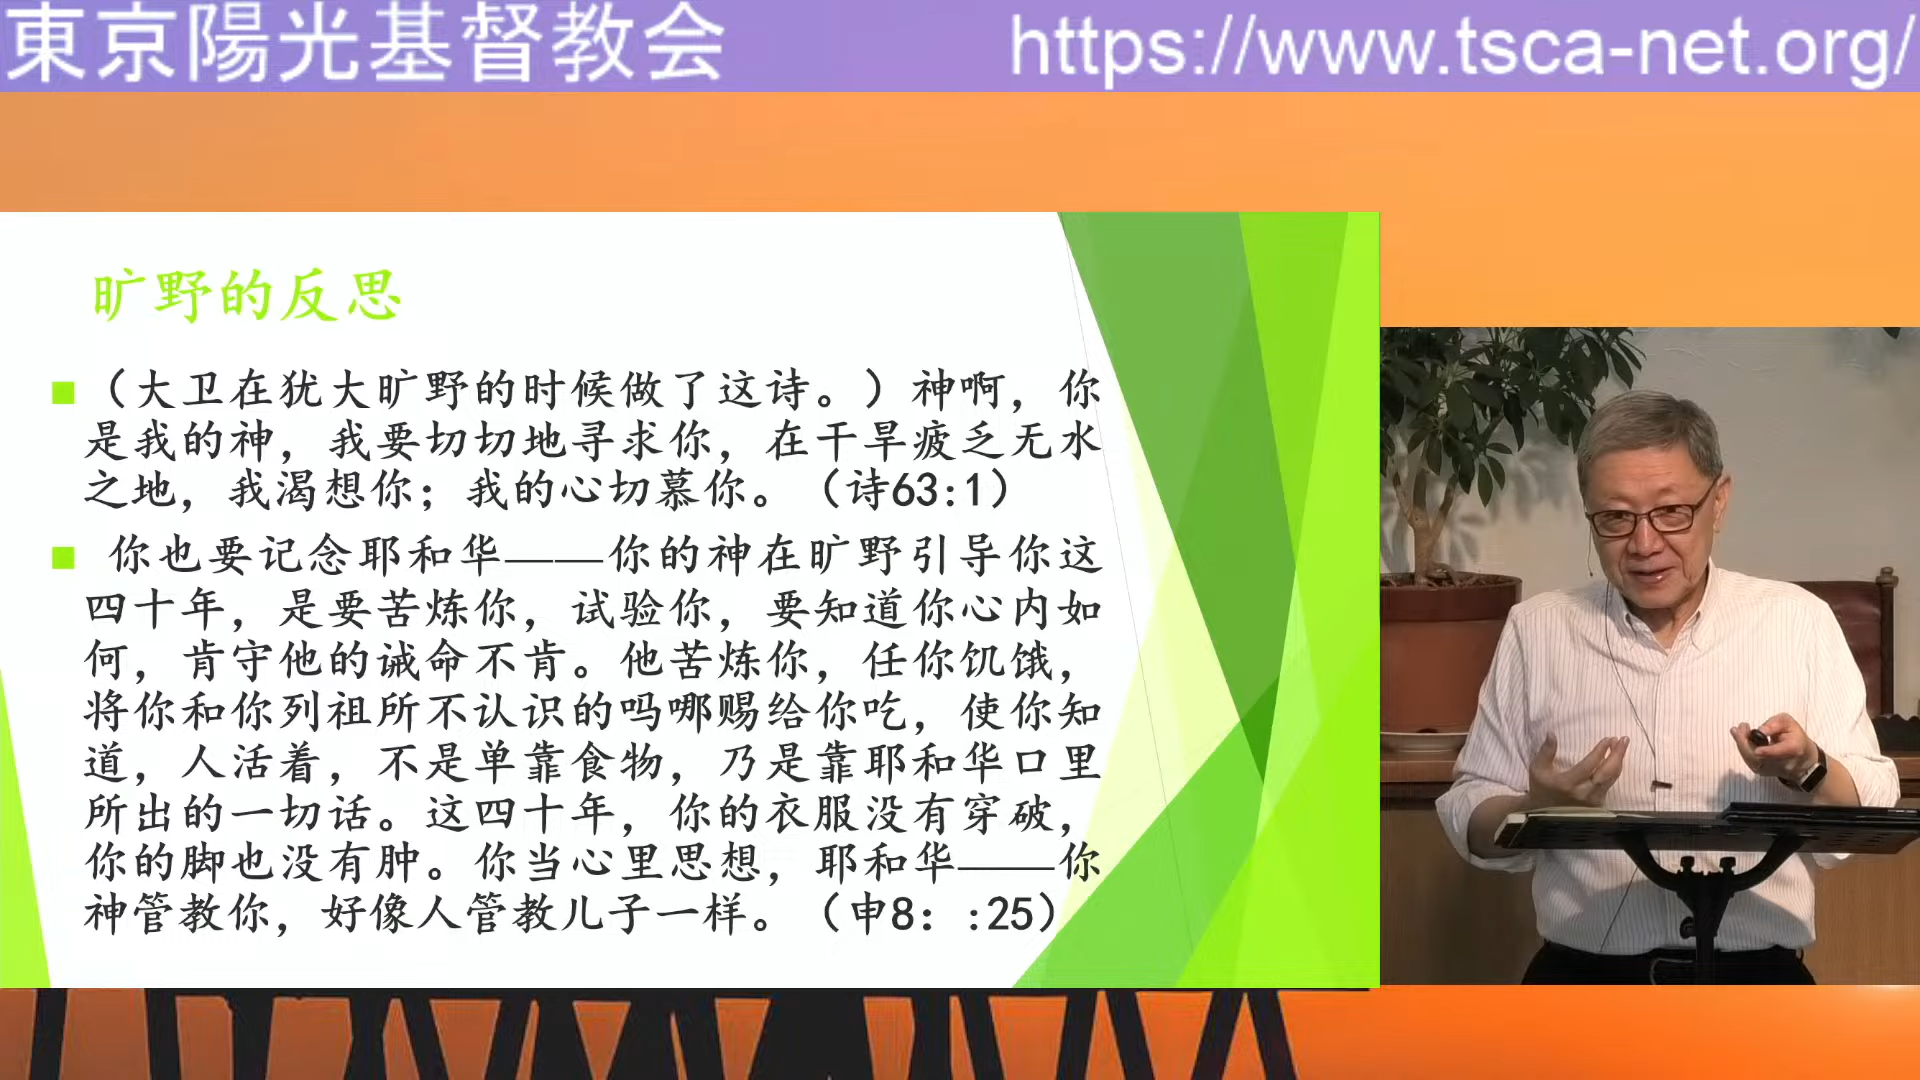 東京陽光基督教会
https://www.tsca-net.org/
旷野的反思
（大卫在犹大旷野的时候做了这诗。）神啊，你
是我的神，我要切切地寻求你，在干旱疲乏无水
之地，我渴想你；我的心切慕你。（诗63:1）
你也要记念耶和华——你的神在旷野引导你这
四十年，是要苦炼你，试验你，要知道你心内如
何，肯守他的诫命不肯。他苦炼你，任你饥饿，
将你和你列祖所不认识的吗哪赐给你吃，使你知
道，人活着，不是单靠食物，乃是靠耶和华口里
所出的一切话。这四十年，你的衣服没有穿破，
你的脚也没有肿。你当心里思想，耶和华——你
神管教你，好像人管教儿子一样。（申8：:25）